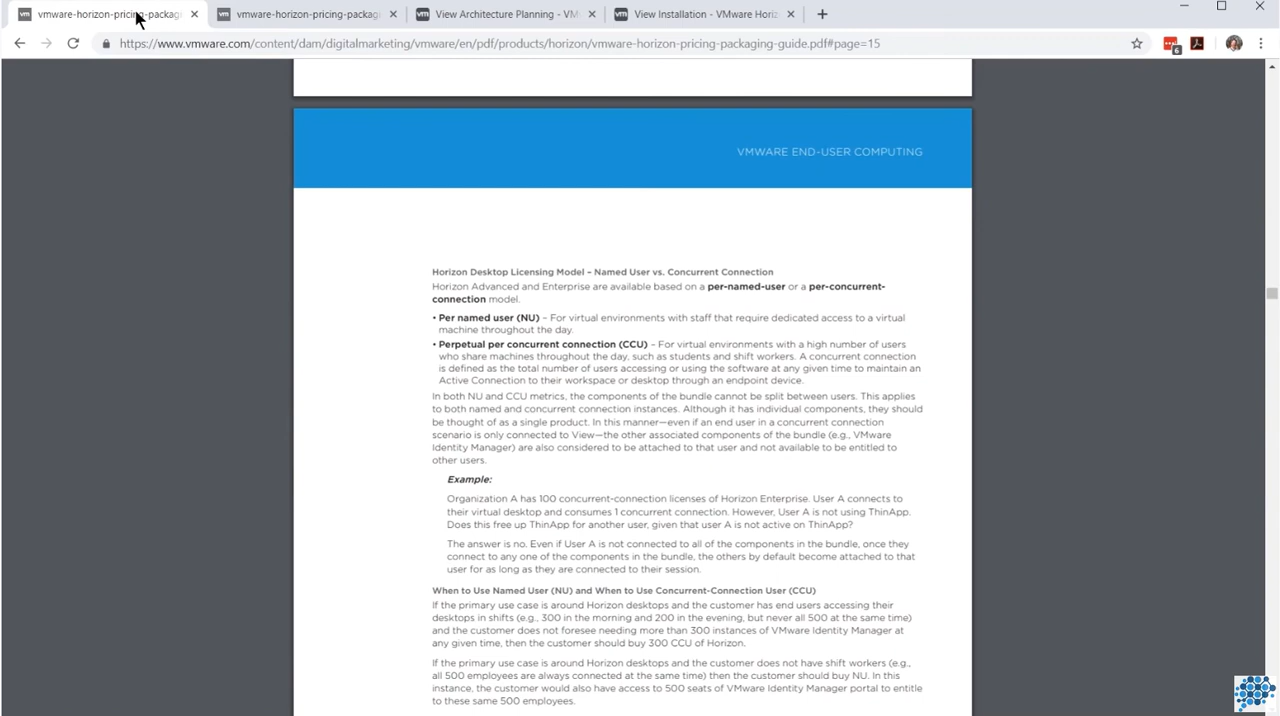 vmware-horizon-pricing-packag
vmware-horizon-pricing-packag
View Architecture Planning - VM
View Installation - VMware Horiz
https://www.vmware.com/content/dam/digitalmarketing/vmware/en/pdf/products/horizon/vmware-horizon-pricing-packaging-guide.pdf#page=15
6
VMWARE END-USER COMPUTING
Horizon Desktop Licensing Model – Named User vs. Concurrent Connection
Horizon Advanced and Enterprise are available based on a per-named-user or a per-concurrent-
connection model.
• Per named user (NU) – For virtual environments with staff that require dedicated access to a virtual
machine throughout the day.
• Perpetual per concurrent connection (CCU) – For virtual environments with a high number of users
who share machines throughout the day, such as students and shift workers. A concurrent connection
is defined as the total number of users accessing or using the software at any given time to maintain an
Active Connection to their workspace or desktop through an endpoint device.
In both NU and CCU metrics, the components of the bundle cannot be split between users. This applies
to both named and concurrent connection instances. Although it has individual components, they should
be thought of as a single product. In this manner—even if an end user in a concurrent connection
scenario is only connected to View—the other associated components of the bundle (e.g., VMware
Identity Manager) are also considered to be attached to that user and not available to be entitled to
other users.
Example:
Organization A has 100 concurrent-connection licenses of Horizon Enterprise. User A connects to
their virtual desktop and consumes 1 concurrent connection. However, User A is not using ThinApp.
Does this free up ThinApp for another user, given that user A is not active on ThinApp?
The answer is no. Even if User A is not connected to all of the components in the bundle, once they
connect to any one of the components in the bundle, the others by default become attached to that
user for as long as they are connected to their session.
When to Use Named User (NU) and When to Use Concurrent-Connection User (CCU)
If the primary use case is around Horizon desktops and the customer has end users accessing their
desktops in shifts (e.g., 300 in the morning and 200 in the evening, but never all 500 at the same time)
and the customer does not foresee needing more than 300 instances of VMware Identity Manager at
any given time, then the customer should buy 300 CCU of Horizon.
If the primary use case is around Horizon desktops and the customer does not have shift workers (e.g.,
all 500 employees are always connected at the same time) then the customer should buy NU. In this
instance, the customer would also have access to 500 seats of VMware Identity Manager portal to entitle
to these same 500 employees.